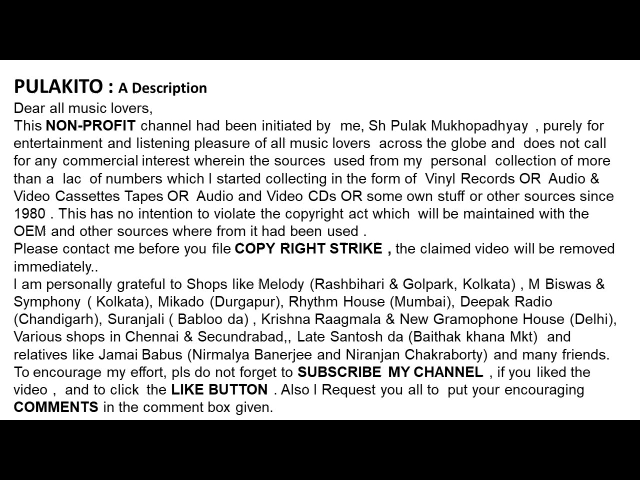 PULAKITO : A Description
Dear all music lovers,
This NON-PROFIT channel had been initiated by me, Sh Pulak Mukhopadhyay , purely for
entertainment and listening pleasure of all music lovers across the globe and does not call
for any commercial interest wherein the sources used from my personal collection of more
than a lac of numbers which I started collecting in the form of Vinyl Records OR Audio &
Video Cassettes Tapes OR Audio and Video CDs OR some own stuff or other sources since
1980 . This has no intention to violate the copyright act which will be maintained with the
OEM and other sources where from it had been used .
Please contact me before you file COPY RIGHT STRIKE , the claimed video will be removed
immediately..
I am personally grateful to Shops like Melody (Rashbihari & Golpark, Kolkata) , M Biswas &
Symphony ( Kolkata), Mikado (Durgapur), Rhythm House (Mumbai), Deepak Radio
(Chandigarh), Suranjali ( Babloo da) , Krishna Raagmala & New Gramophone House (Delhi),
Various shops in Chennai & Secundrabad,, Late Santosh da (Baithak khana Mkt) and
relatives like Jamai Babus (Nirmalya Banerjee and Niranjan Chakraborty) and many friends.
To encourage my effort, pls do not forget to SUBSCRIBE MY CHANNEL , if you liked the
video , and to click the LIKE BUTTON . Also I Request you all to put your encouraging
COMMENTS in the comment box given.